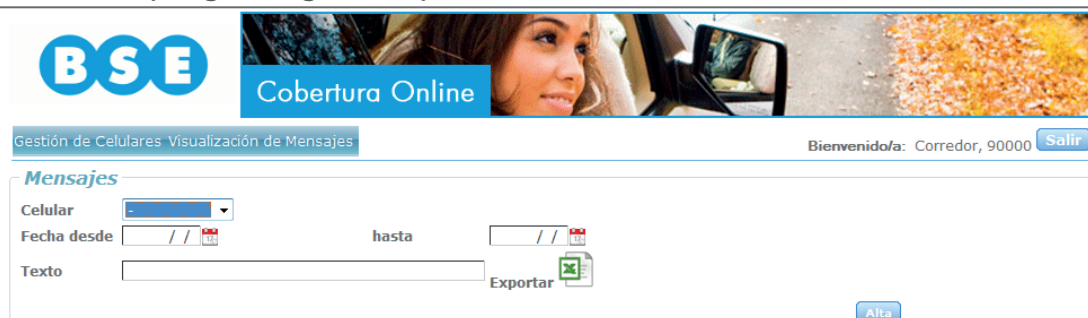 BSE
Cobertura Online
Gestión de Celulares Visualización de Mensajes
Bienvenido/a: Corredor, 90000 Salir
Mensajes
Celular -
Fecha desde / / hasta / /
Texto Exportar
Alta